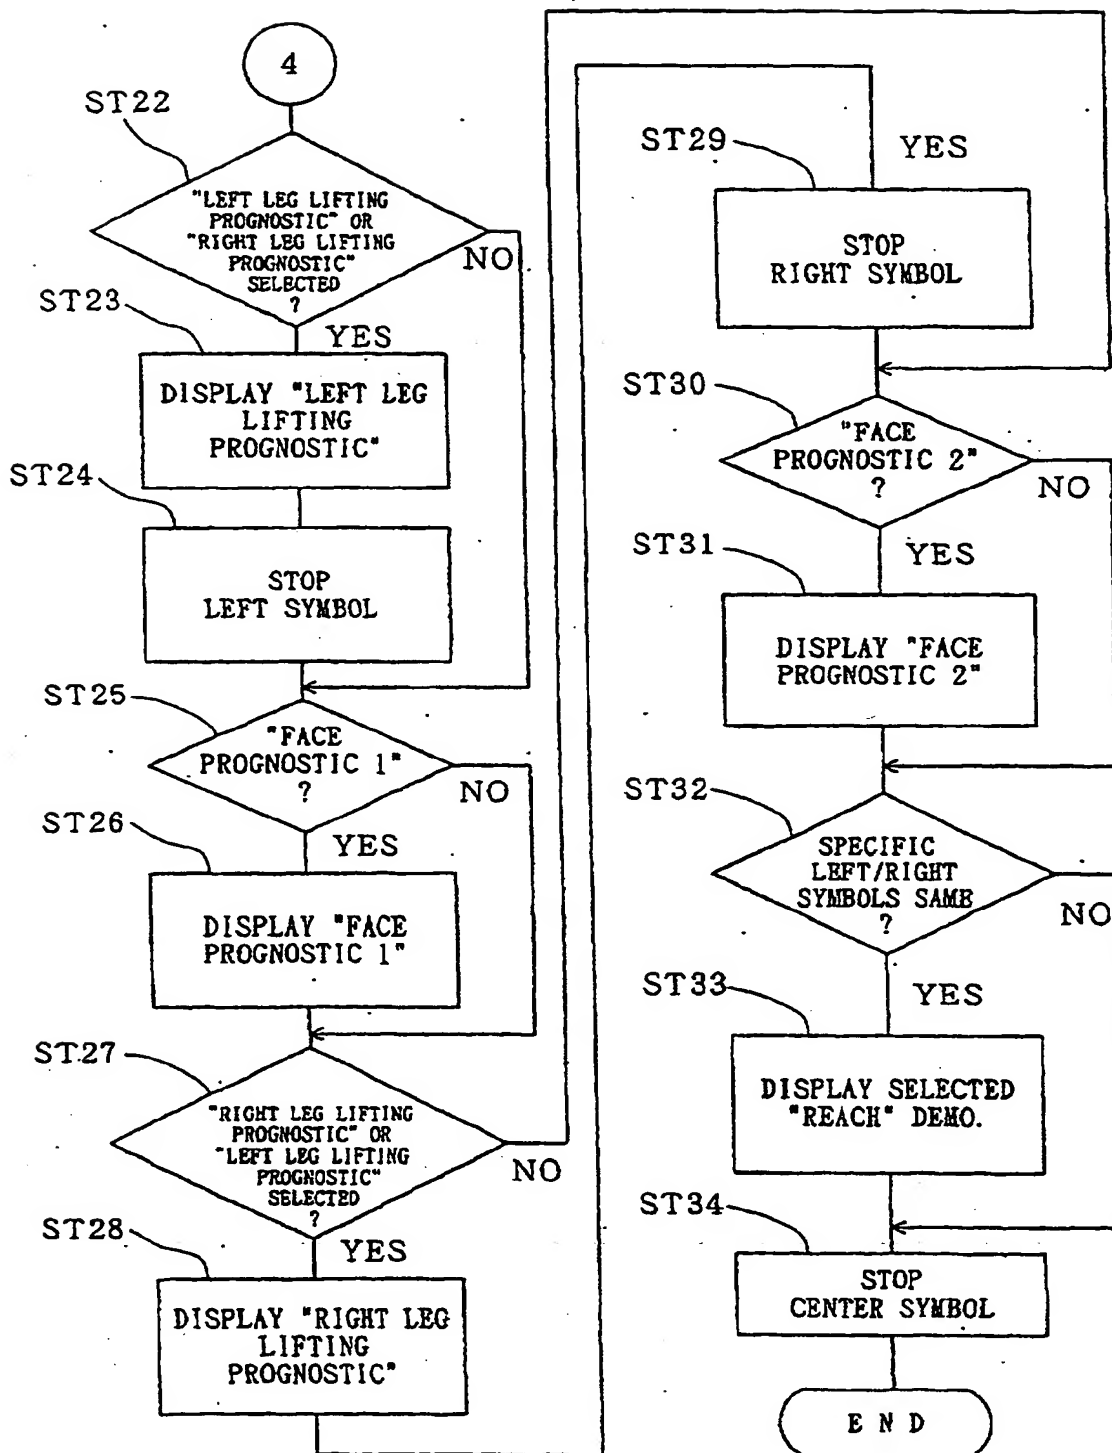 4
ST22
"LEFT LEG LIFTING
PROGNOSTIC" OR
"RIGHT LEG LIFTING
PROGNOSTIC"
SELECTED
?
NO
ST23
YES
DISPLAY "LEFT LEG
LIFTING
PROGNOSTIC"
ST24
STOP
LEFT SYMBOL
ST25
"FACE
PROGNOSTIC 1"
?
NO
ST26
YES
DISPLAY "FACE
PROGNOSTIC 1"
ST27
"RIGHT LEG LIFTING
PROGNOSTIC" OR
"LEFT LEG LIFTING
PROGNOSTIC"
SELECTED
?
NO
ST28
YES
DISPLAY "RIGHT LEG
LIFTING
PROGNOSTIC"
ST29
YES
STOP
RIGHT SYMBOL
ST30
"FACE
PROGNOSTIC 2"
?
NO
ST31
YES
DISPLAY "FACE
PROGNOSTIC 2"
ST32
SPECIFIC
LEFT/RIGHT
SYMBOLS SAME
?
NO
ST33
YES
DISPLAY SELECTED
"REACH" DEMO.
ST34
STOP
CENTER SYMBOL
E N D